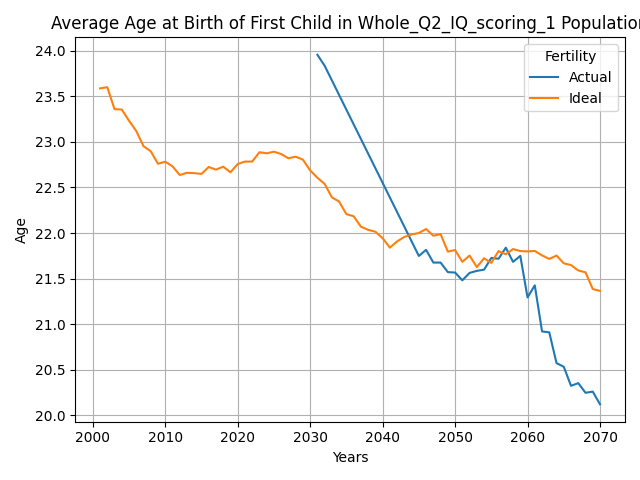 Average Age at Birth of First Child in Whole_Q2_IQ_scoring_1 Population
Fertility
Actual
Ideal
24.0
23.5
23.0
22.5
22.0
21.5
21.0
20.5
20.0
Age
2000 2010 2020 2030 2040 2050 2060 2070
Years